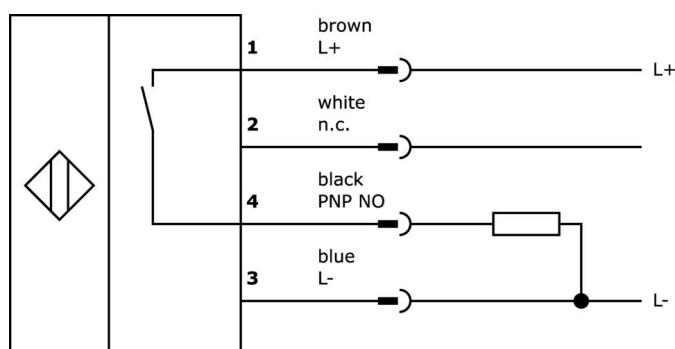 brown
1 L+
L+
white
2 n.c.
black
4 PNP NO
blue
3 L-
L-